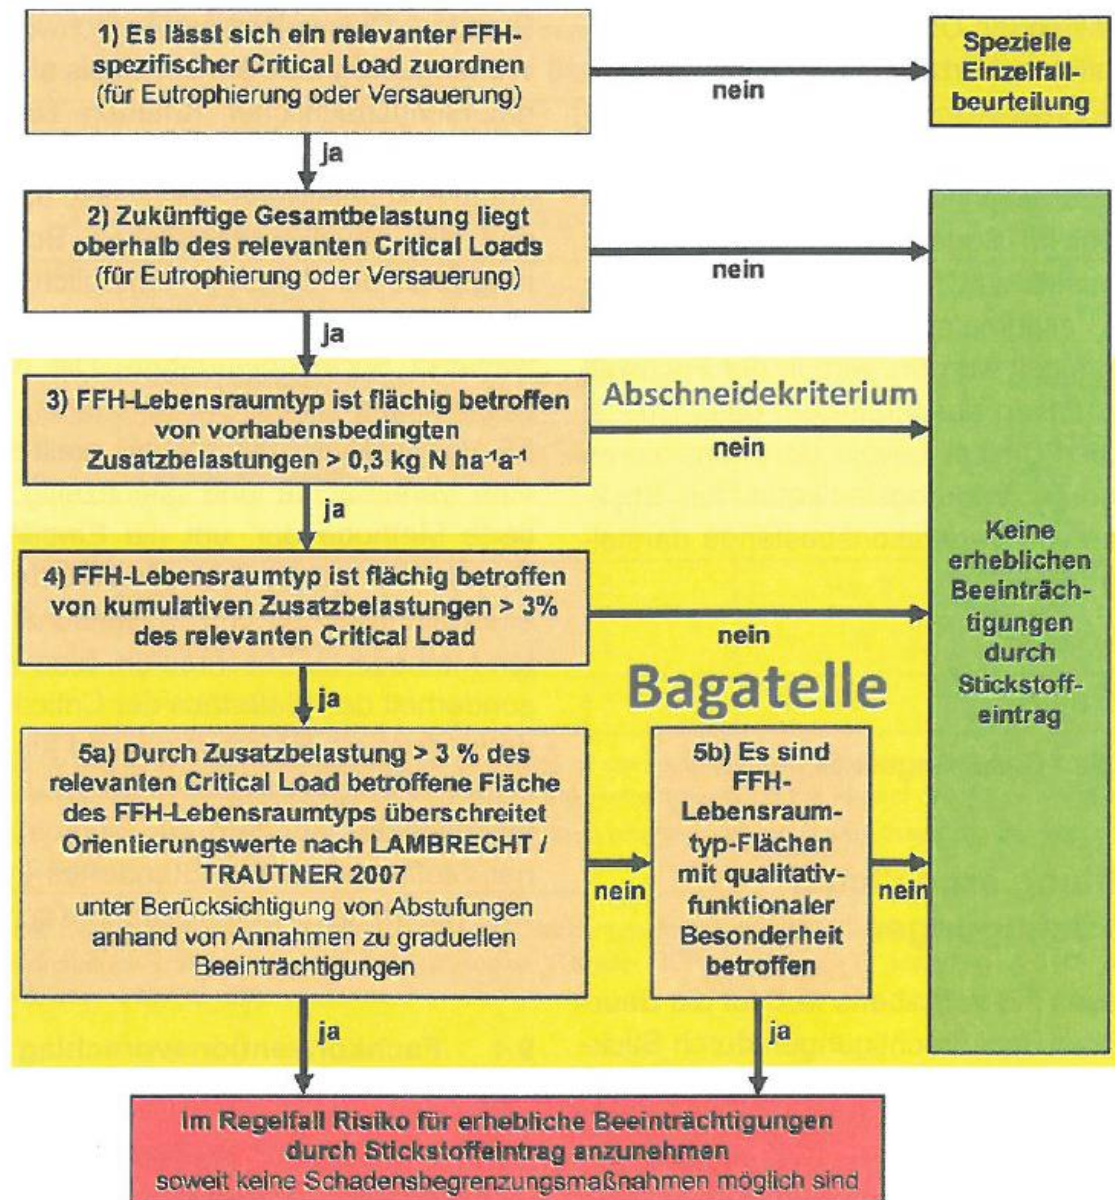 1) Es lässt sich ein relevanter FFH-
spezifischer Critical Load zuordnen
(für Eutrophierung oder Versauerung)
nein
Spezielle
Einzelfall-
beurteilung
ja
2) Zukünftige Gesamtbelastung liegt
oberhalb des relevanten Critical Loads
(für Eutrophierung oder Versauerung)
nein
ja
3) FFH-Lebensraumtyp ist flächig betroffen
von vorhabensbedingten
Zusatzbelastungen > 0,3 kg N ha⁻¹a⁻¹
Abschneidekriterium
nein
ja
4) FFH-Lebensraumtyp ist flächig betroffen
von kumulativen Zusatzbelastungen > 3%
des relevanten Critical Load
nein
Keine
erheblichen
Beeinträch-
tigungen
durch
Stickstoff-
eintrag
ja
Bagatelle
5a) Durch Zusatzbelastung > 3 % des
relevanten Critical Load betroffene Fläche
des FFH-Lebensraumtyps überschreitet
Orientierungswerte nach LAMBRECHT /
TRAUTNER 2007
unter Berücksichtigung von Abstufungen
anhand von Annahmen zu graduellen
Beeinträchtigungen
nein
5b) Es sind
FFH-
Lebensraum-
typ-Flächen
mit qualitativ-
funktionaler
Besonderheit
betroffen
nein
ja
ja
Im Regelfall Risiko für erhebliche Beeinträchtigungen
durch Stickstoffeintrag anzunehmen
soweit keine Schadensbegrenzungsmaßnahmen möglich sind